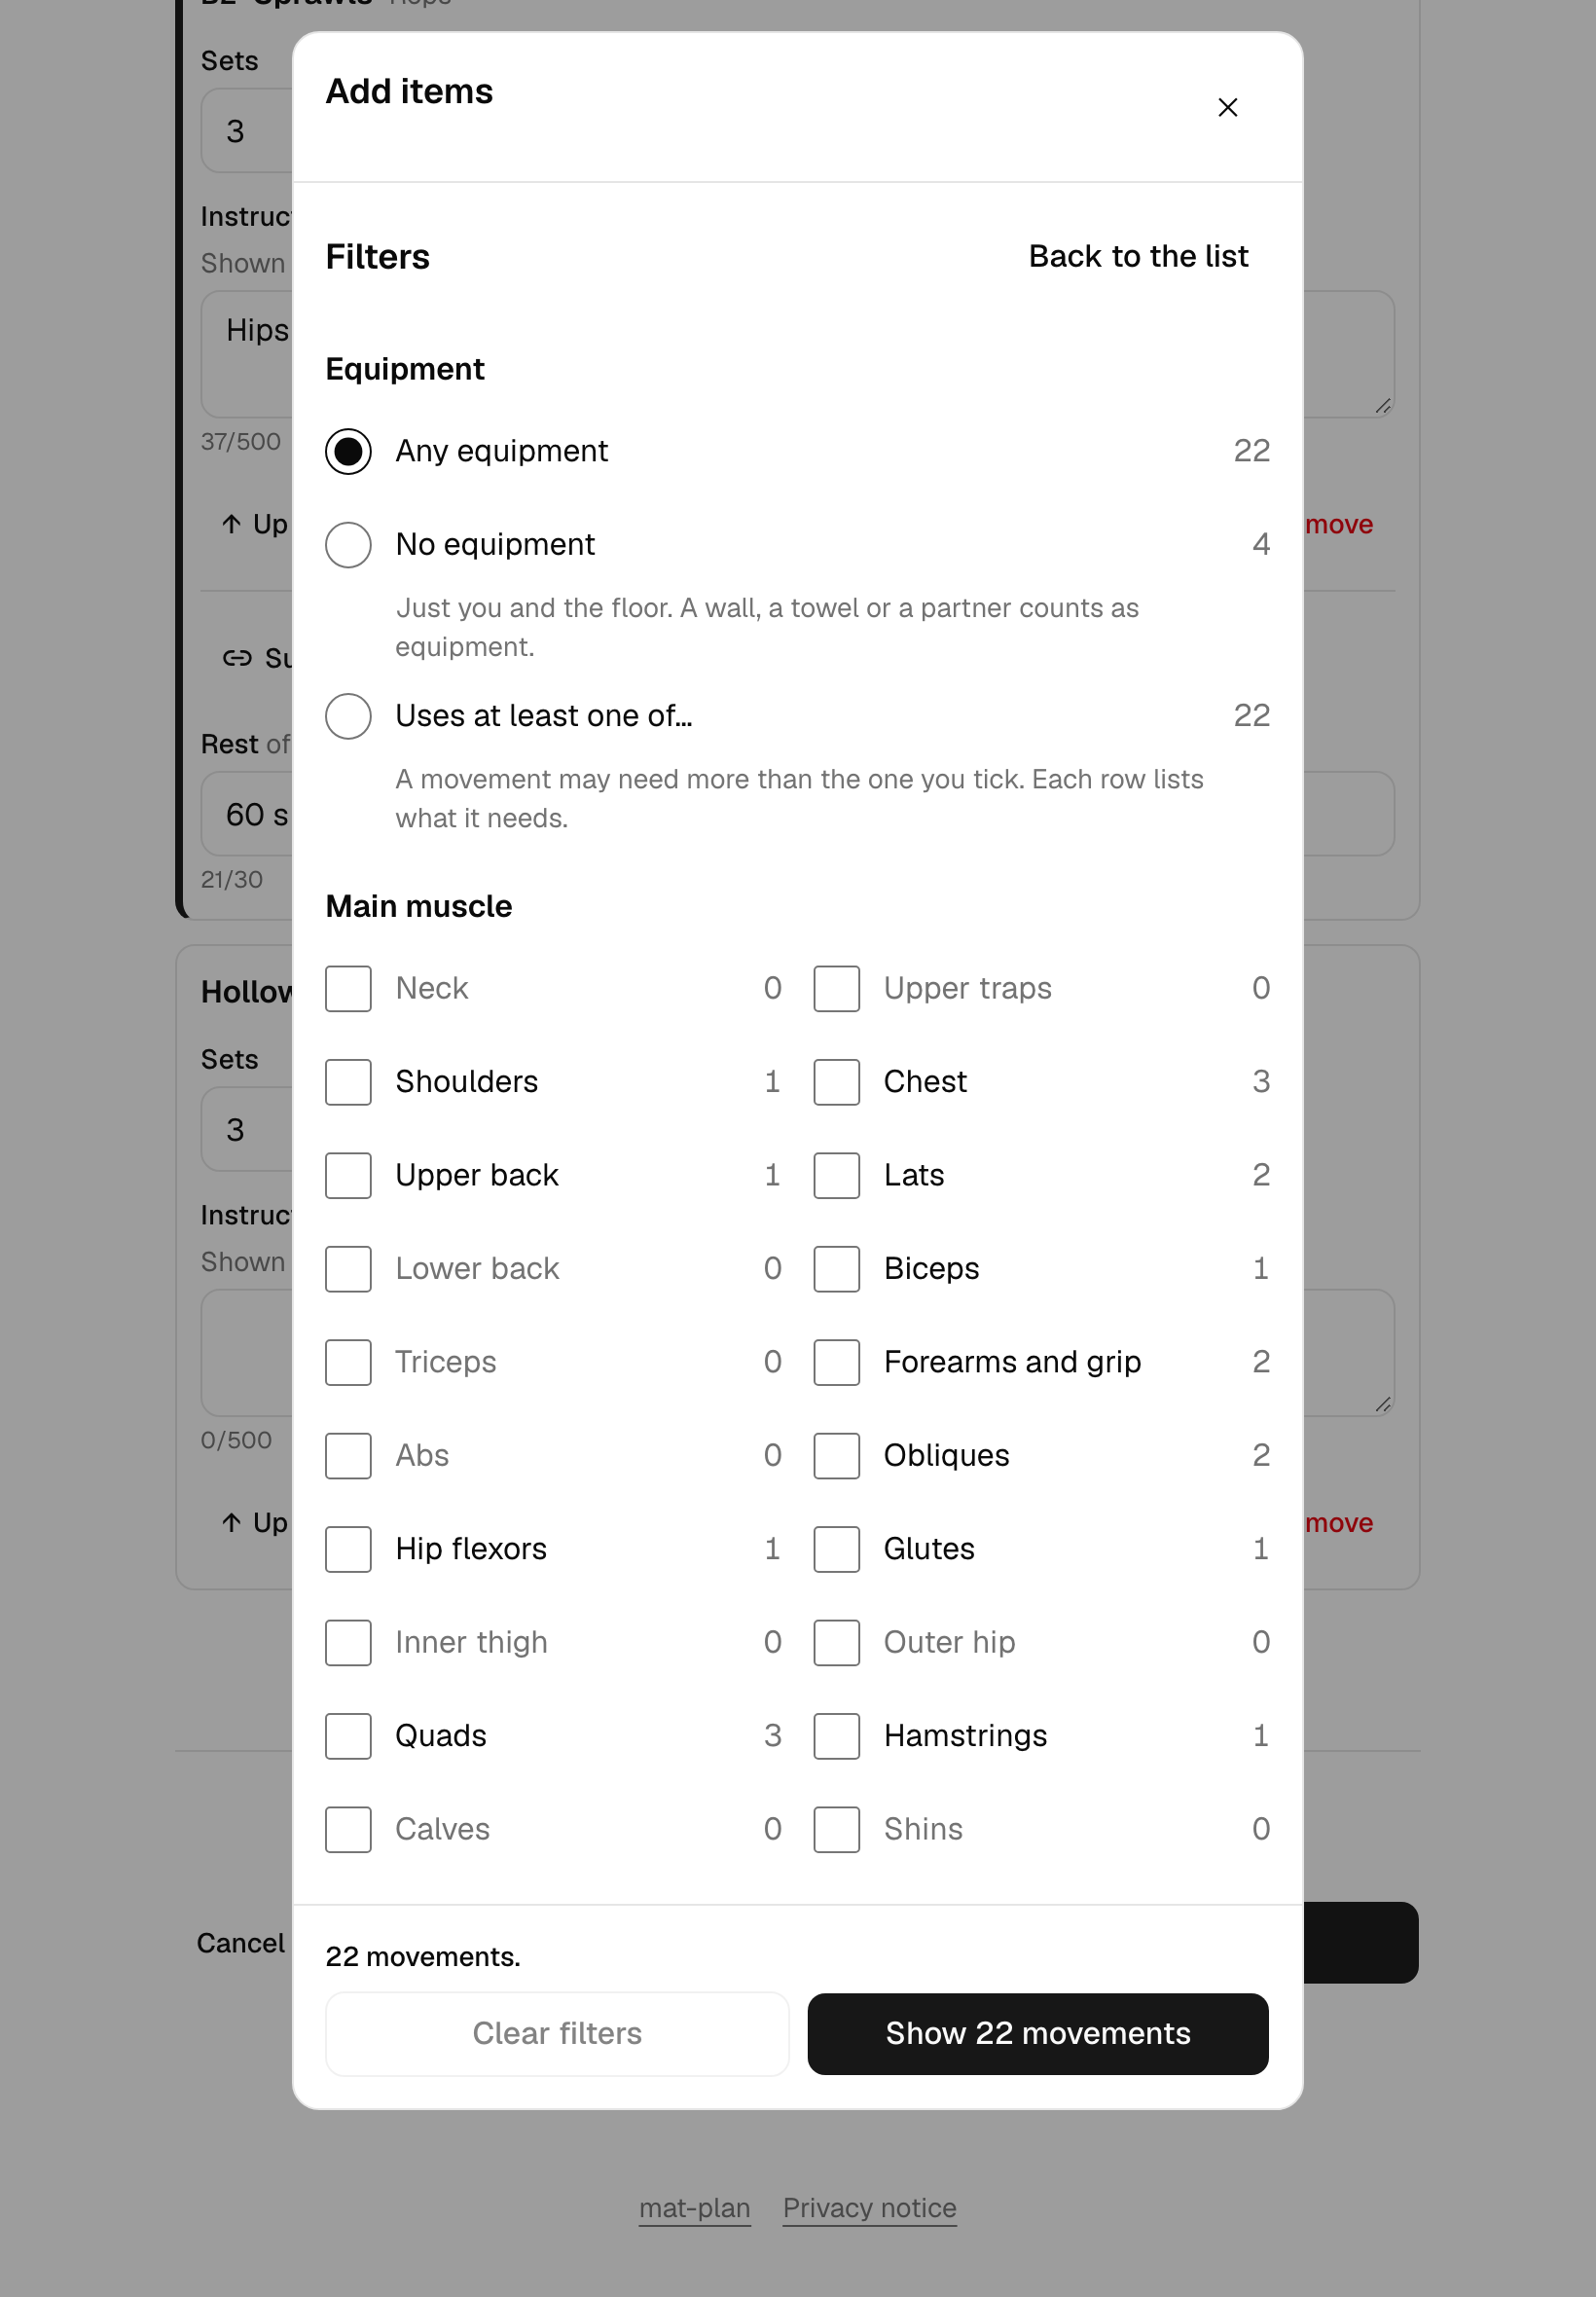 Add items
Filters
Back to the list
Equipment
Any equipment 22
No equipment 4
Just you and the floor. A wall, a towel or a partner counts as
equipment.
Uses at least one of... 22
A movement may need more than the one you tick. Each row lists
what it needs.
Main muscle
Neck 0
Upper traps 0
Shoulders 1
Chest 3
Upper back 1
Lats 2
Lower back 0
Biceps 1
Triceps 0
Forearms and grip 2
Abs 0
Obliques 2
Hip flexors 1
Glutes 1
Inner thigh 0
Outer hip 0
Quads 3
Hamstrings 1
Calves 0
Shins 0
22 movements.
Clear filters
Show 22 movements
Sets
3
Shown
Hips
37/500
Up
Rest of
60 s
21/30
Sets
3
Shown
0/500
Up
Cancel
mat-plan
Privacy notice